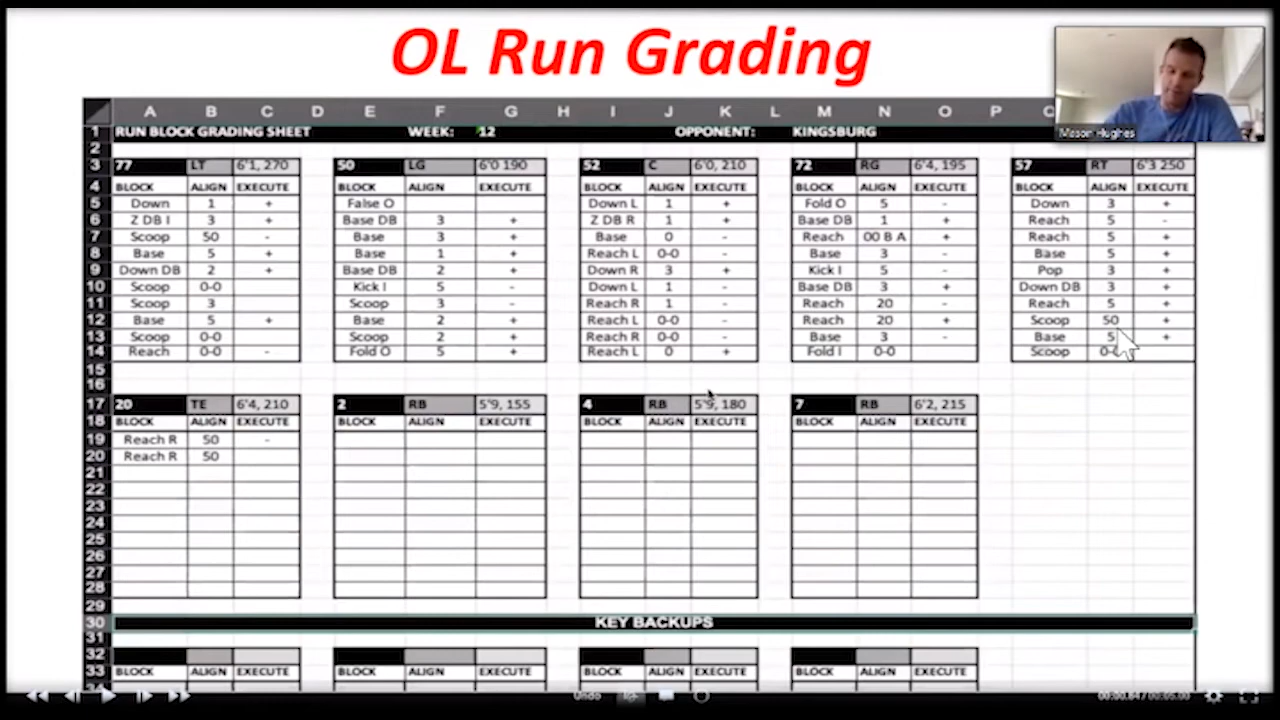 OL Run Grading
Mason Hughes
A B C D E F G H I J K L M N O P
1 RUN BLOCK GRADING SHEET WEEK: 12 OPPONENT: KINGSBURG
2
3 77 LT 6'1, 270 50 LG 6'0 190 52 C 6'0, 210 72 RG 6'4, 195 57 RT 6'3 250
4 BLOCK ALIGN EXECUTE BLOCK ALIGN EXECUTE BLOCK ALIGN EXECUTE BLOCK ALIGN EXECUTE BLOCK ALIGN EXECUTE
5 Down 1 + False O Down L 1 + Fold O 5 - Down 3 +
6 Z DB I 3 + Base DB 3 + Z DB R 1 + Base DB 1 + Reach 5 -
7 Scoop 50 - Base 3 + Base 0 - Reach 00 B A + Reach 5 +
8 Base 5 + Base 1 + Reach L 0-0 - Base 3 - Base 5 +
9 Down DB 2 + Base DB 2 + Down R 3 + Kick I 5 - Pop 3 +
10 Scoop 0-0 Kick I 5 - Down L 1 - Base DB 3 + Down DB 3 +
11 Scoop 3 Scoop 3 - Reach R 1 - Reach 20 - Reach 5 +
12 Base 5 + Base 2 + Reach L 0-0 - Reach 20 + Scoop 50 +
13 Scoop 0-0 Scoop 2 + Reach R 0-0 - Base 3 - Base 5 +
14 Reach 0-0 - Fold O 5 + Reach L 0 + Fold I 0-0 Scoop
15
16
17 20 TE 6'4, 210 2 RB 5'9, 155 4 RB 5'9, 180 7 RB 6'2, 215
18 BLOCK ALIGN EXECUTE BLOCK ALIGN EXECUTE BLOCK ALIGN EXECUTE BLOCK ALIGN EXECUTE
19 Reach R 50 -
20 Reach R 50
21
22
23
24
25
26
27
28
29
30 KEY BACKUPS
31
32
33 BLOCK ALIGN EXECUTE BLOCK ALIGN EXECUTE BLOCK ALIGN EXECUTE BLOCK ALIGN EXECUTE
Undo